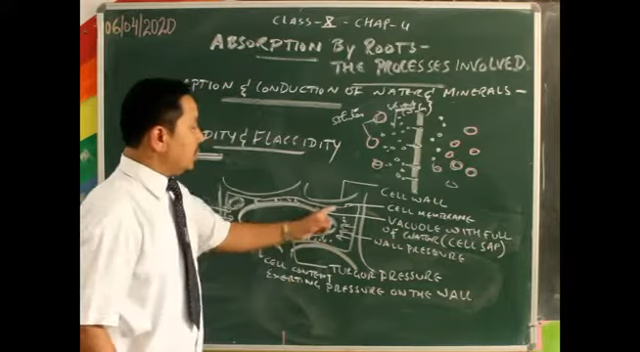 06/04/2020
CLASS-X - CHAP-4
ABSORPTION BY ROOTS-
THE PROCESSES INVOLVED.
PTION & CONDUCTION OF WATER & MINERALS-
DITY & FLACCIDITY
CELL WALL
CELL MEMBRANE
VACUOLE WITH FULL
OF WATER (CELL SAP)
WALL PRESSURE
CELL CONTENT
TURGOR PRESSURE
EXERTING PRESSURE ON THE WALL